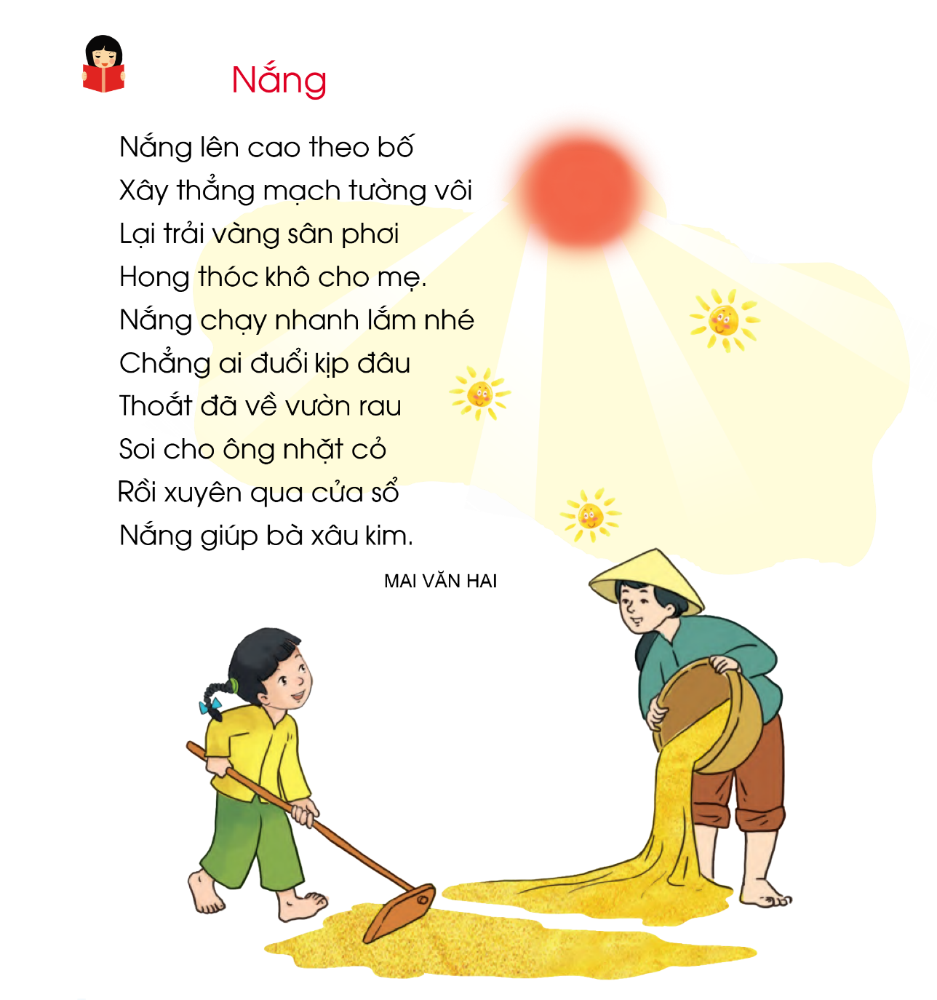 Nắng
Nắng lên cao theo bố
Xây thẳng mạch tường vôi
Lại trải vàng sân phơi
Hong thóc khô cho mẹ.
Nắng chạy nhanh lắm nhé
Chẳng ai đuổi kịp đâu
Thoắt đã về vườn rau
Soi cho ông nhặt cỏ
Rồi xuyên qua cửa sổ
Nắng giúp bà xâu kim.
MAI VĂN HAI